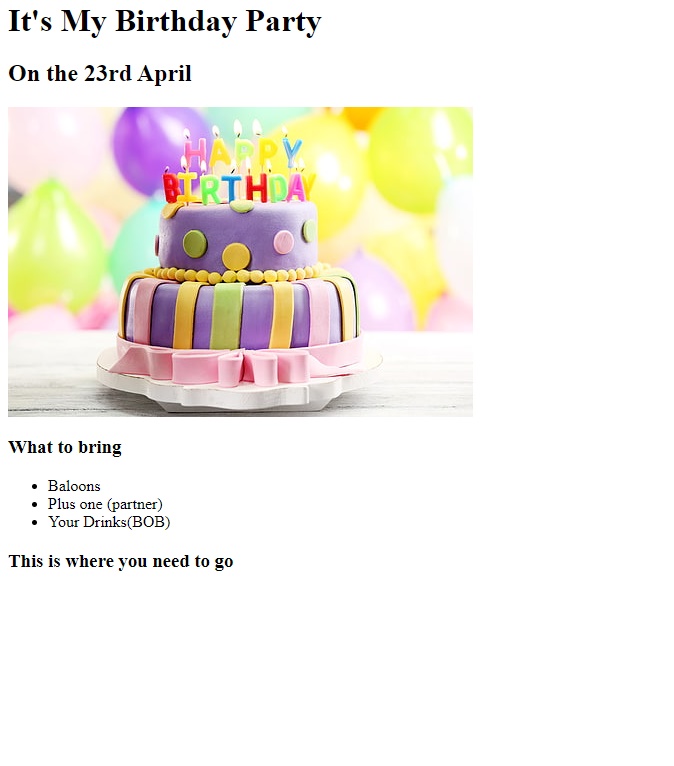 It's My Birthday Party
On the 23rd April
HAPPY
BIRTHDAY
What to bring
Baloons
Plus one (partner)
Your Drinks(BOB)
This is where you need to go